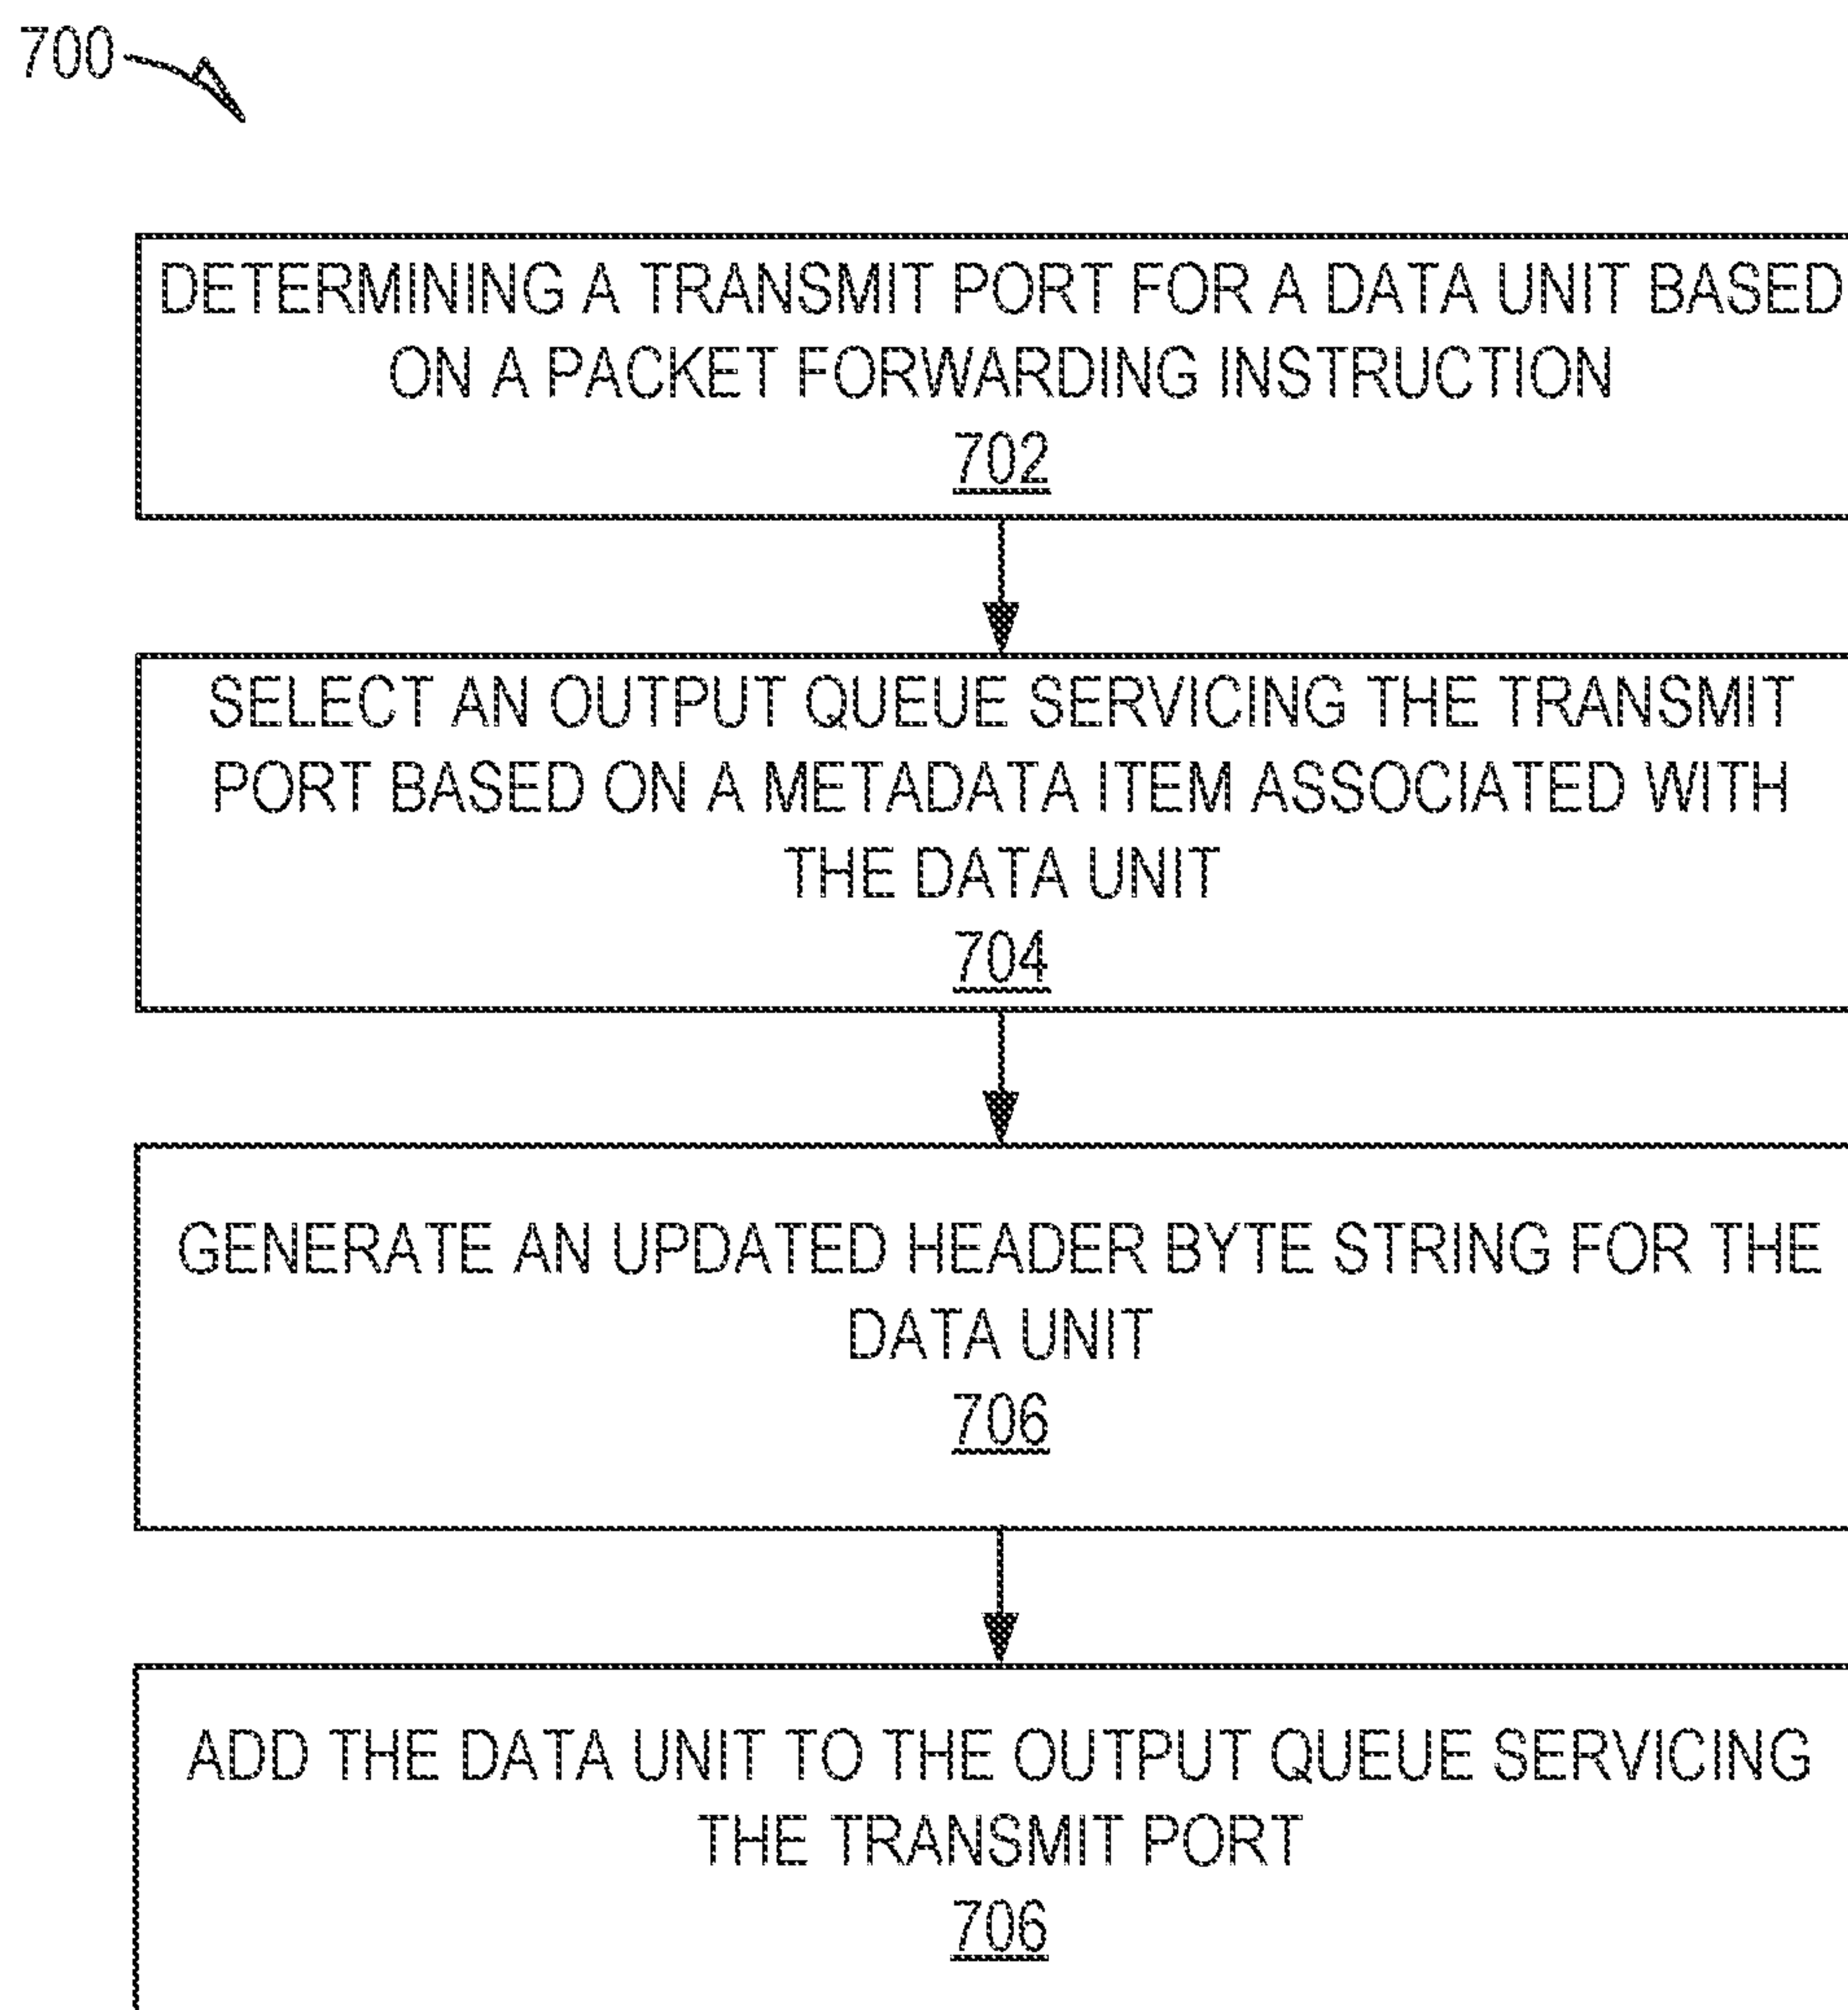 700
DETERMINING A TRANSMIT PORT FOR A DATA UNIT BASED
ON A PACKET FORWARDING INSTRUCTION
702
SELECT AN OUTPUT QUEUE SERVICING THE TRANSMIT
PORT BASED ON A METADATA ITEM ASSOCIATED WITH
THE DATA UNIT
704
GENERATE AN UPDATED HEADER BYTE STRING FOR THE
DATA UNIT
706
ADD THE DATA UNIT TO THE OUTPUT QUEUE SERVICING
THE TRANSMIT PORT
706